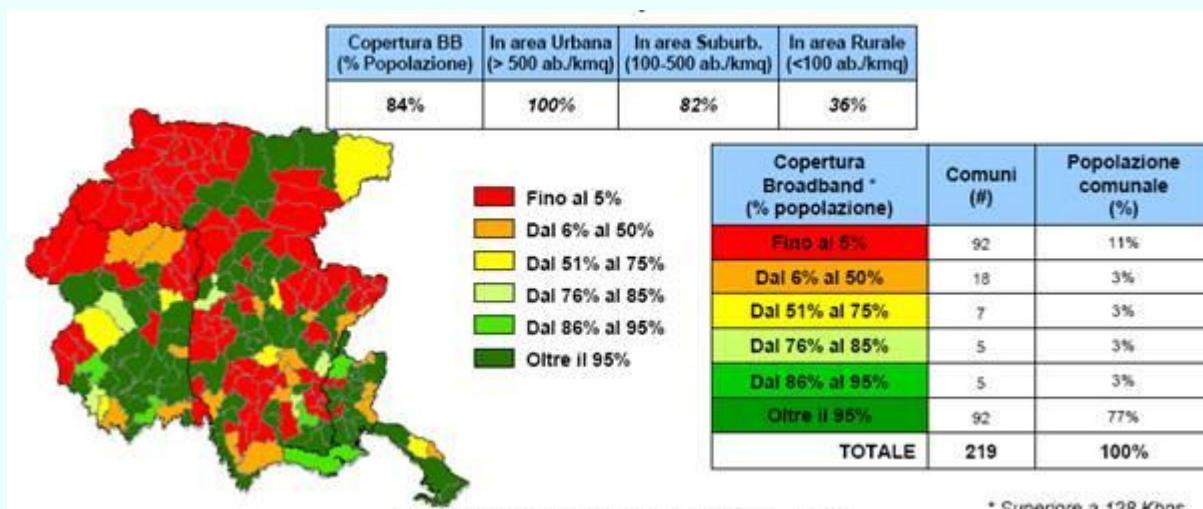 Copertura BB
(% Popolazione)
In area Urbana
(> 500 ab./kmq)
In area Suburb.
(100-500 ab./kmq)
In area Rurale
(<100 ab./kmq)
84%
100%
82%
36%
Fino al 5%
Dal 6% al 50%
Dal 51% al 75%
Dal 76% al 85%
Dal 86% al 95%
Oltre il 95%
Copertura
Broadband *
(% popolazione)
Comuni
(#)
Popolazione
comunale
(%)
Fino al 5%
92
11%
Dal 6% al 50%
18
3%
Dal 51% al 75%
7
3%
Dal 76% al 85%
5
3%
Dal 86% al 95%
5
3%
Oltre il 95%
92
77%
TOTALE
219
100%
* Superiore a 128 Kbps